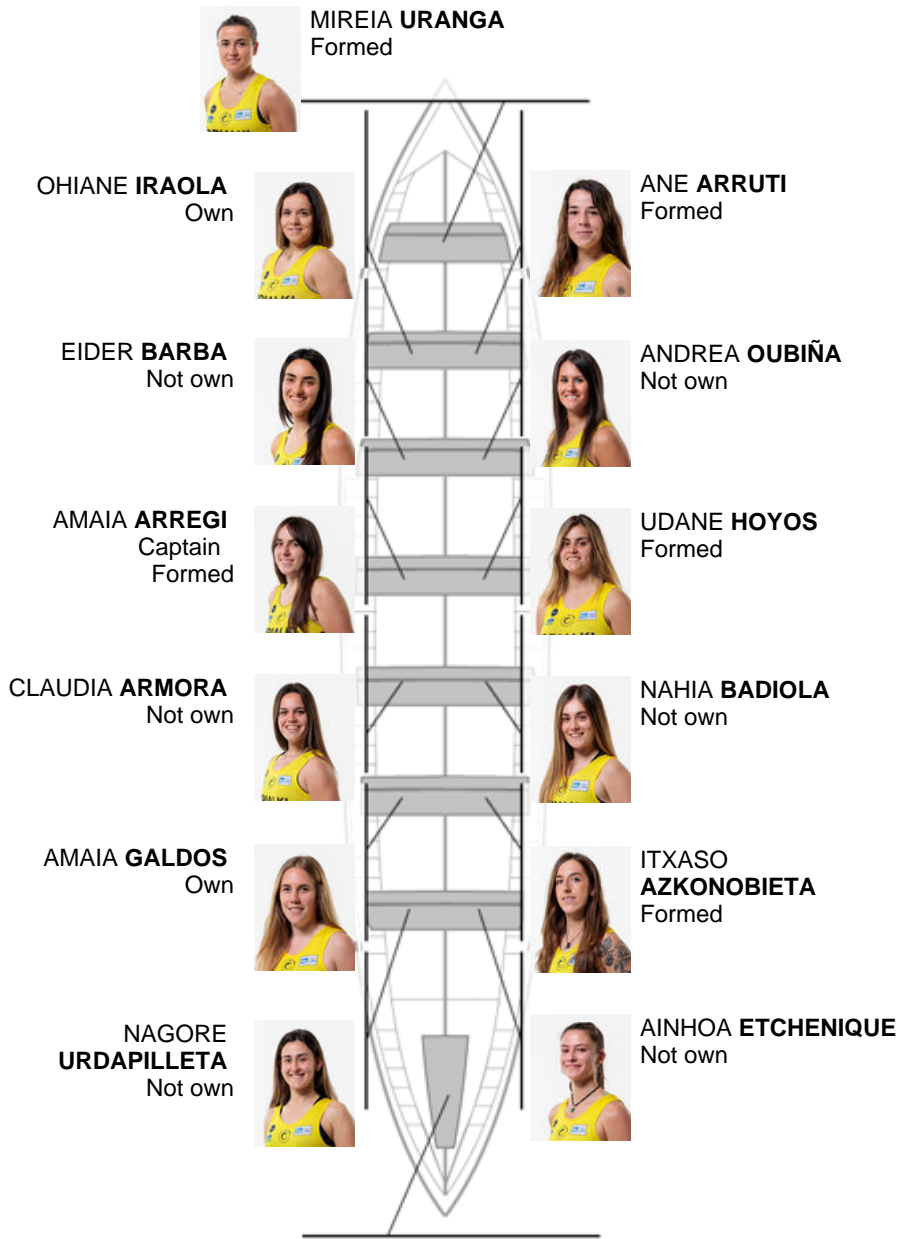 MIREIA URANGA
Formed
OHIANE IRAOLA
Own
ANE ARRUTI
Formed
EIDER BARBA
Not own
ANDREA OUBIÑA
Not own
AMAIA ARREGI
Captain
Formed
UDANE HOYOS
Formed
CLAUDIA ARMORA
Not own
NAHIA BADIOLA
Not own
AMAIA GALDOS
Own
ITXASO
AZKONOBIETA
Formed
NAGORE
URDAPILLETA
Not own
AINHOA ETCHENIQUE
Not own